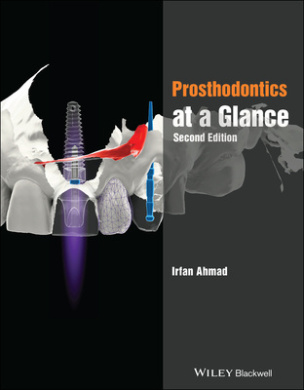 Prosthodontics
at a Glance
Second Edition
Irfan Ahmad
WILEY Blackwell